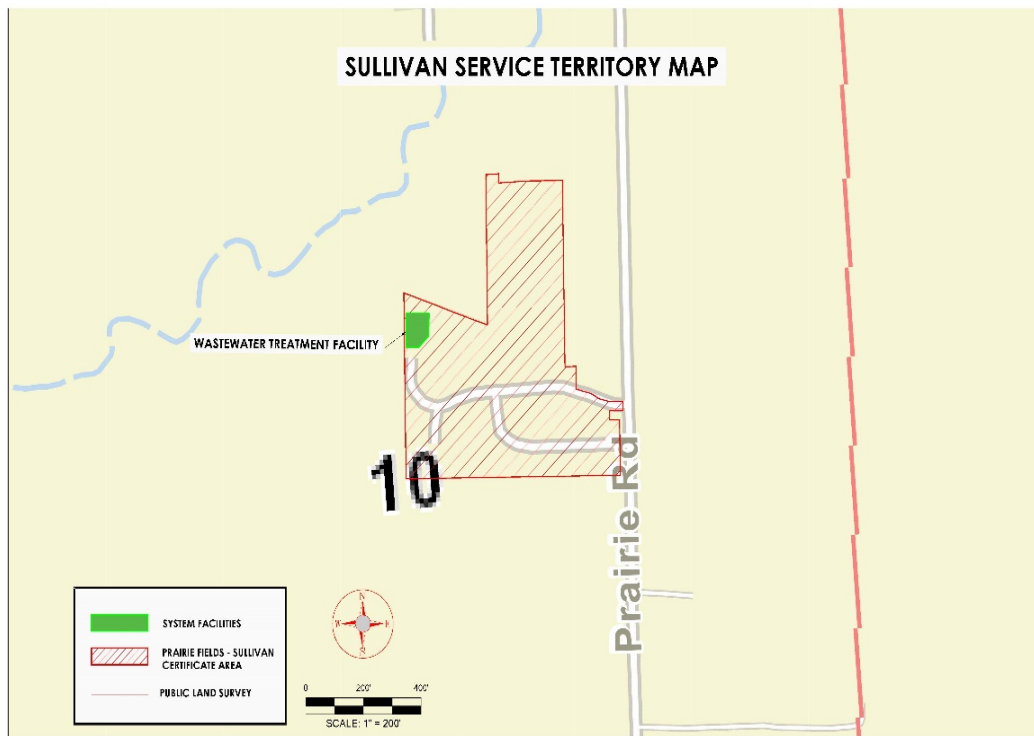 SULLIVAN SERVICE TERRITORY MAP
WASTEWATER TREATMENT FACILITY
10
Prairie Rd
SYSTEM FACILITIES
PRAIRIE FIELDS - SULLIVAN
CERTIFICATE AREA
PUBLIC LAND SURVEY
N
W E
S
0 200' 400'
SCALE: 1" = 200'